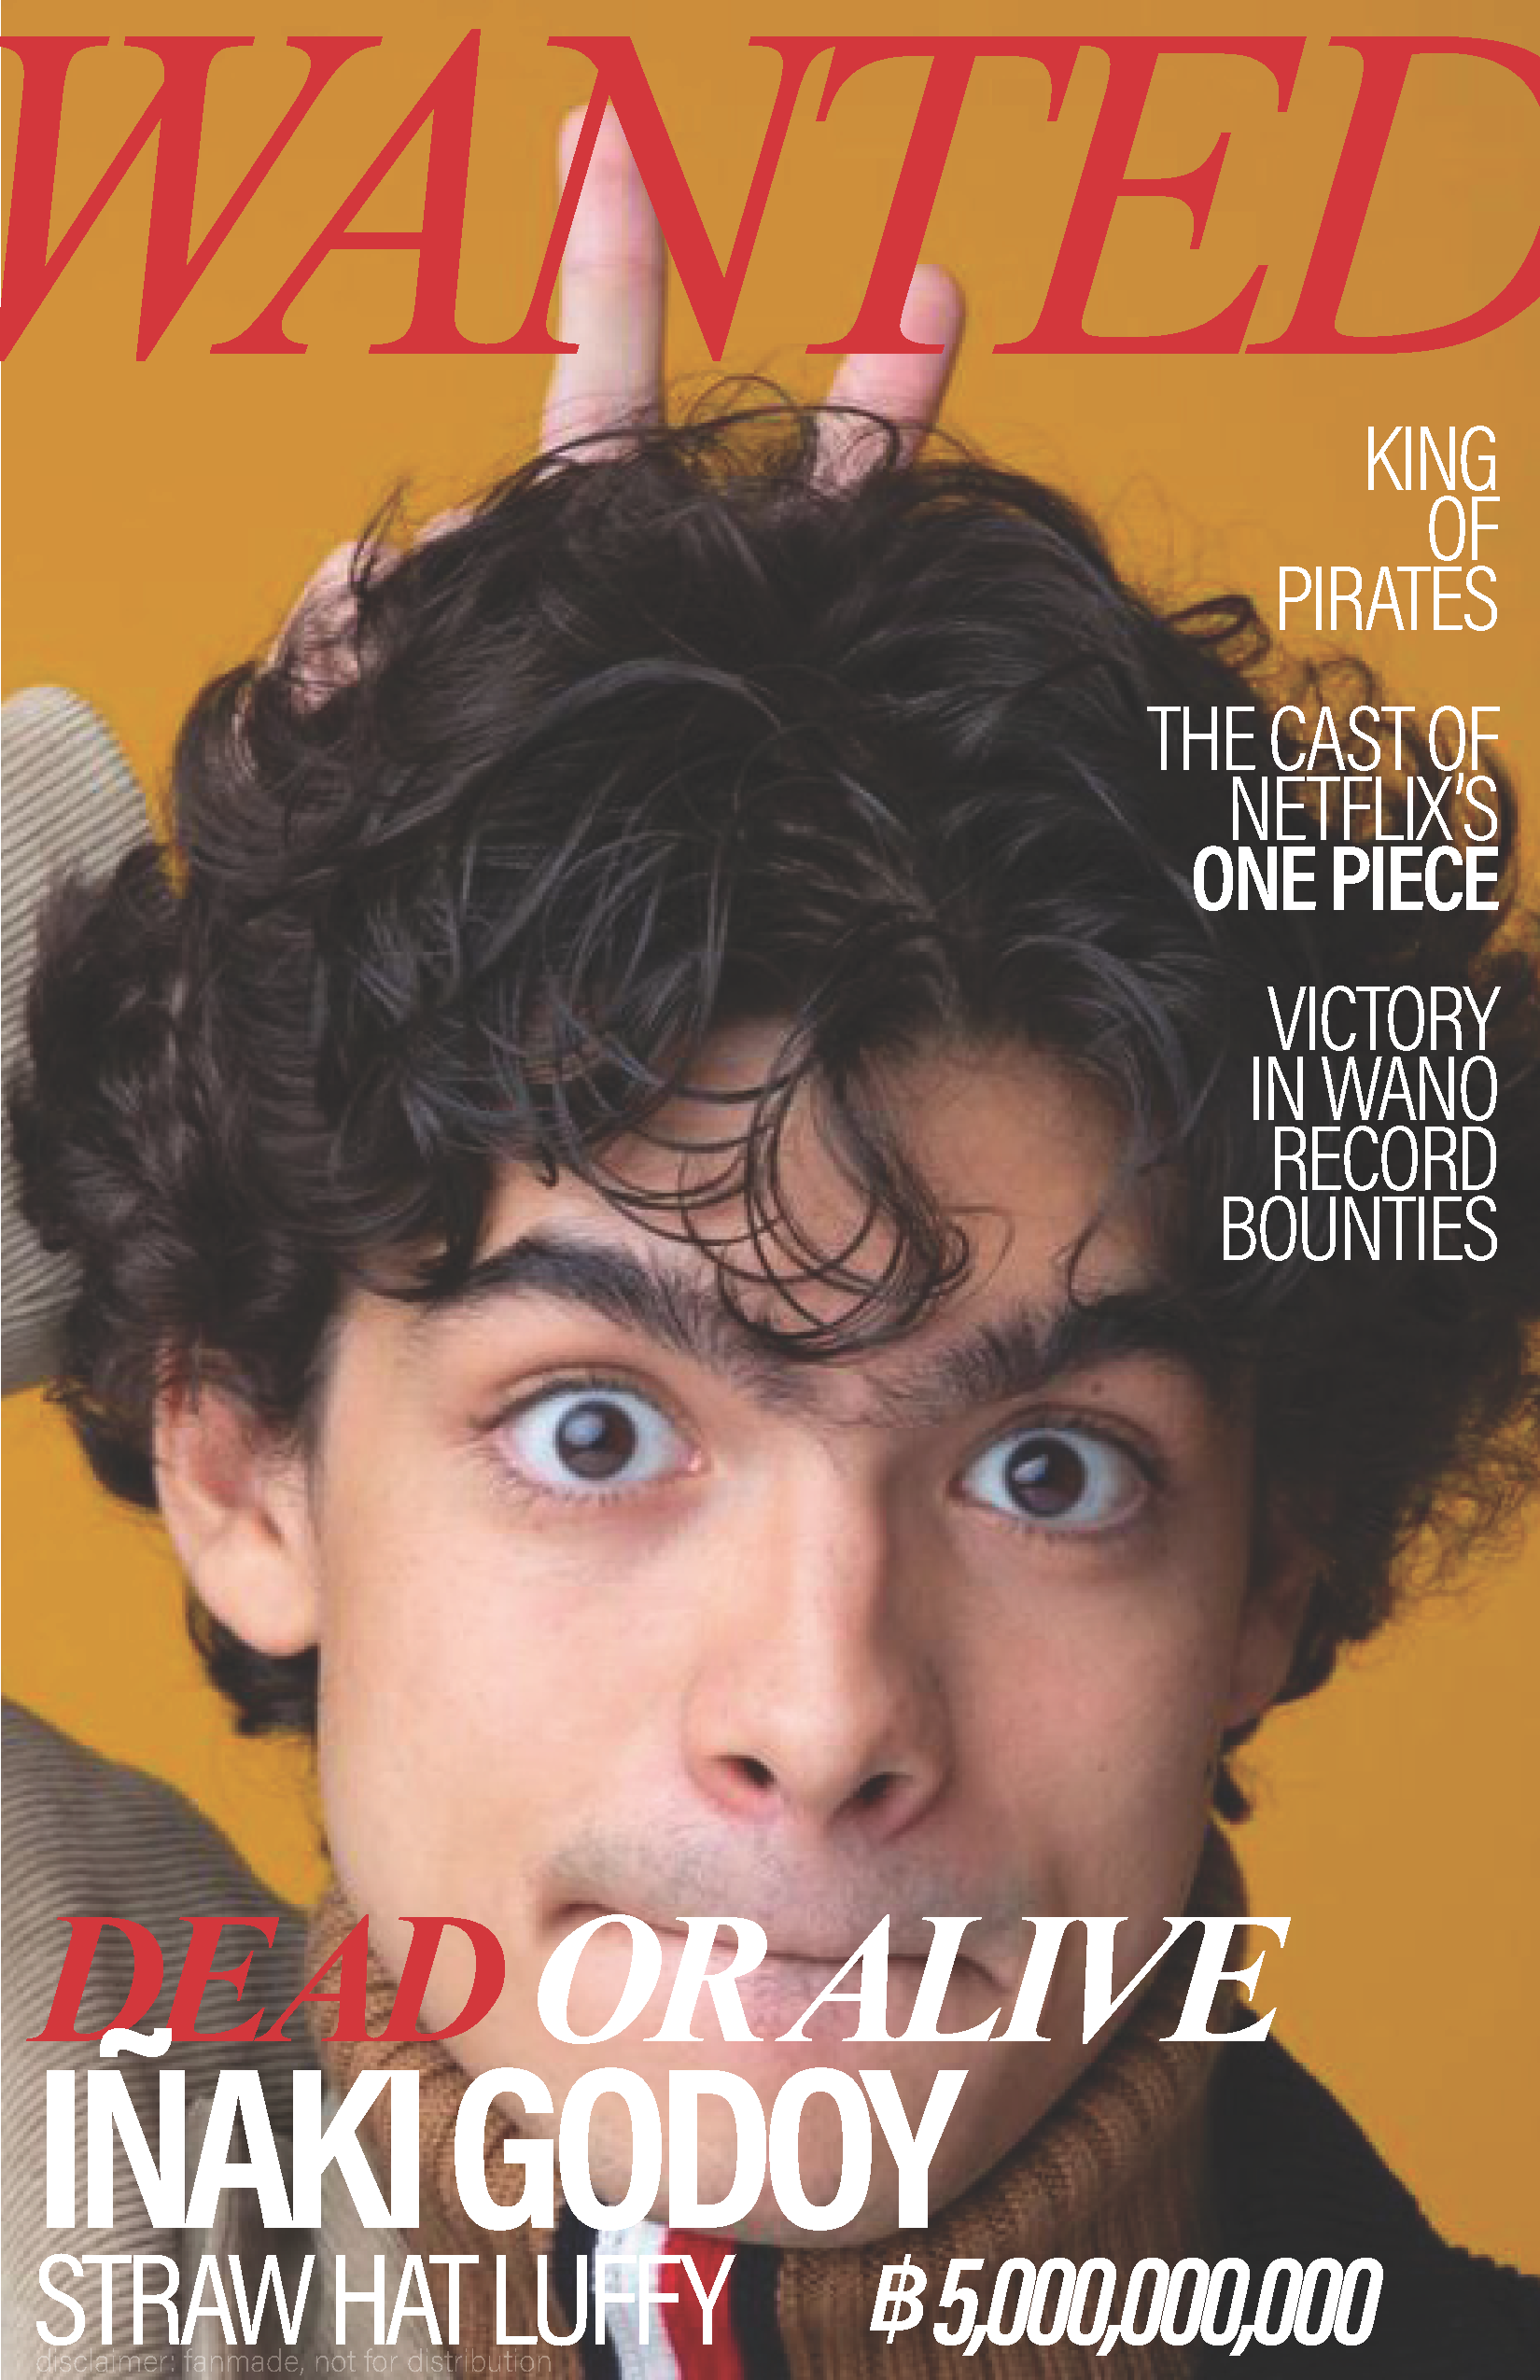 WANTED
KING
OF
PIRATES
THE CAST OF
NETFLIX'S
ONE PIECE
VICTORY
IN WANO
RECORD
BOUNTIES
DEAD OR ALIVE
IÑAKI GODOY
STRAW HAT LUFFY
฿5,000,000,000
disclaimer: fanmade, not for distribution